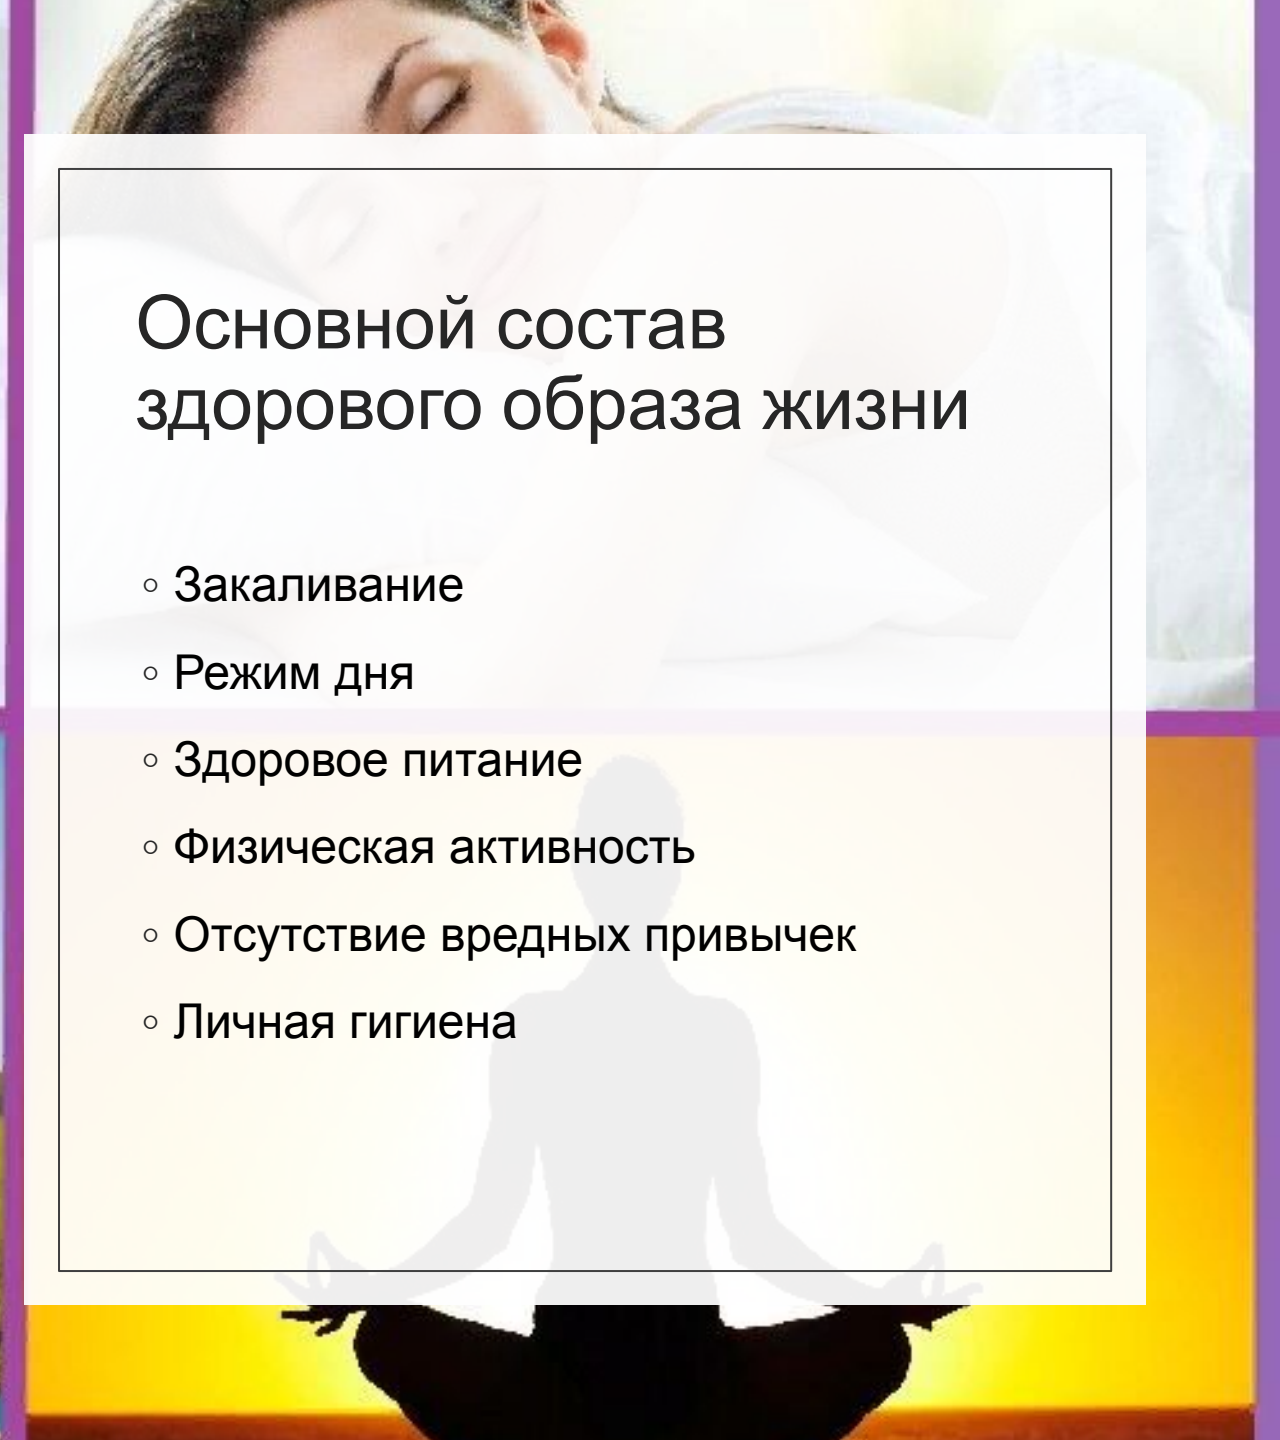 Основной состав
здорового образа жизни
◦ Закаливание
◦ Режим дня
◦ Здоровое питание
◦ Физическая активность
◦ Отсутствие вредных привычек
◦ Личная гигиена